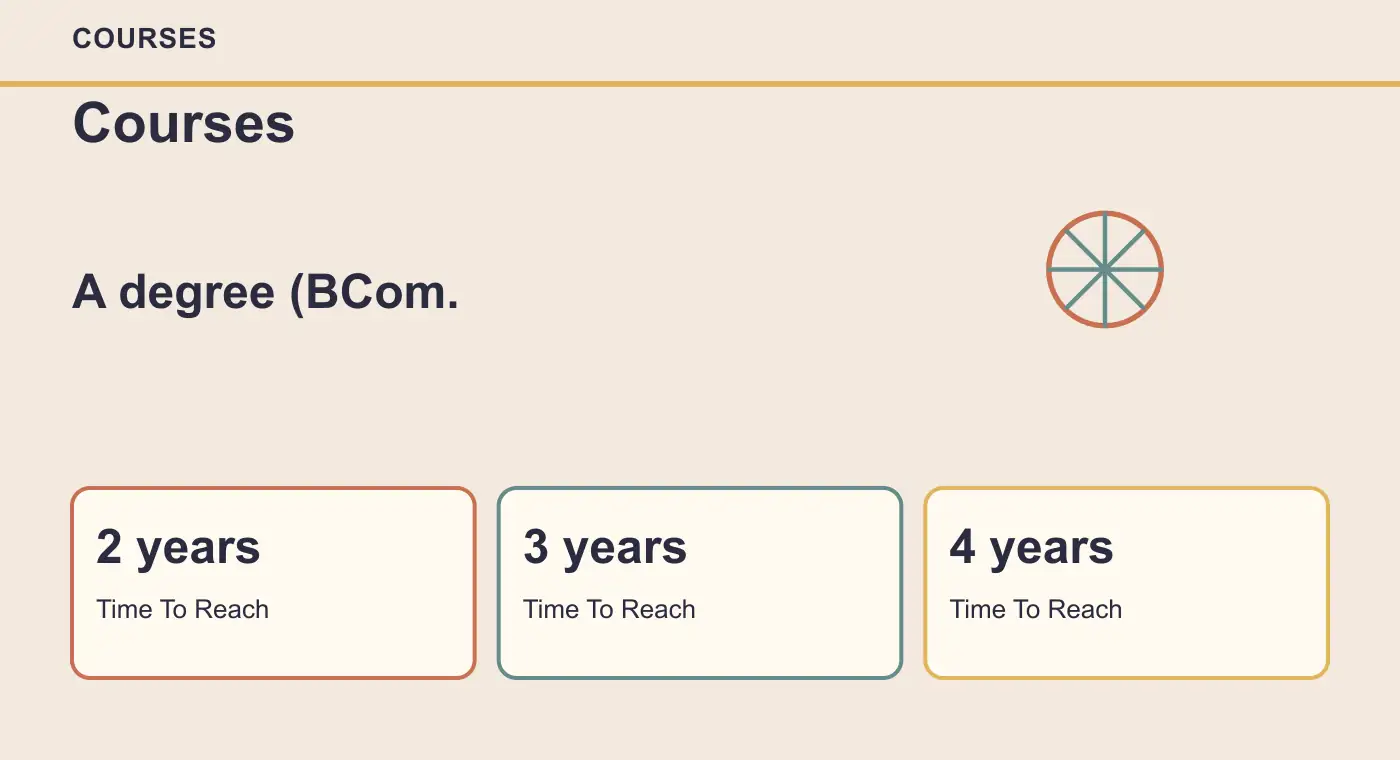 COURSES
Courses
A degree (BCom.
2 years
Time To Reach
3 years
Time To Reach
4 years
Time To Reach